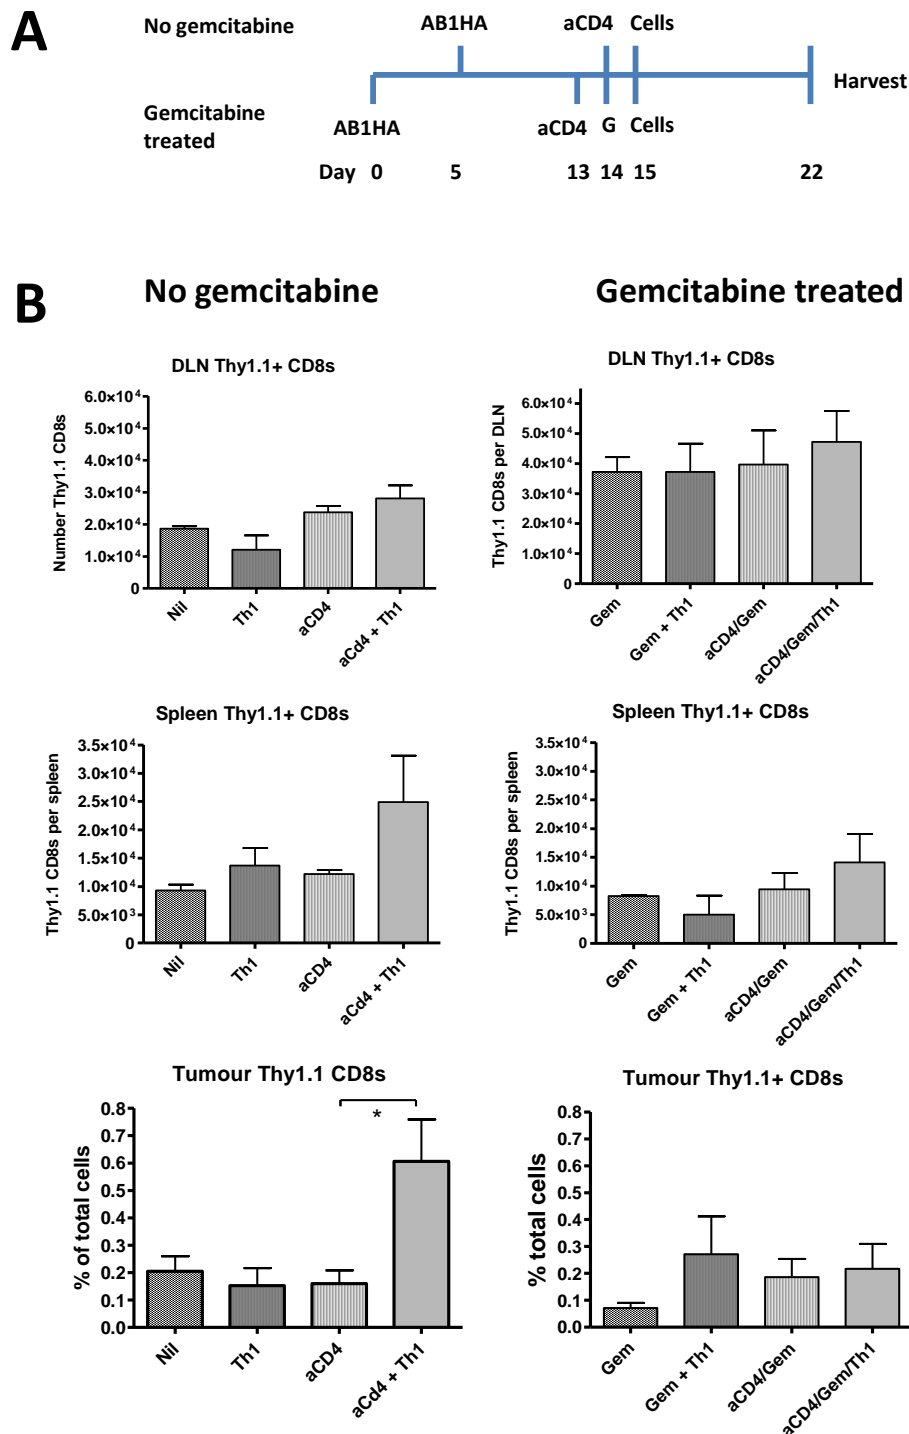 A
No gemcitabine
AB1HA
aCD4 Cells
Harvest
Gemcitabine
treated
AB1HA
aCD4 G Cells
Day 0 5 13 14 15 22
B
No gemcitabine
Gemcitabine treated
DLN Thy1.1+ CD8s
Number Thy1.1 CD8s
6.0×10⁴
5.0×10⁴
4.0×10⁴
3.0×10⁴
2.0×10⁴
1.0×10⁴
0
Nil
Th1
aCD4
aCd4 + Th1
DLN Thy1.1+ CD8s
Thy1.1 CD8s per DLN
6.0×10⁴
5.0×10⁴
4.0×10⁴
3.0×10⁴
2.0×10⁴
1.0×10⁴
0
Gem
Gem + Th1
aCD4/Gem
aCD4/Gem/Th1
Spleen Thy1.1+ CD8s
Thy1.1 CD8s per spleen
3.5×10⁴
3.0×10⁴
2.5×10⁴
2.0×10⁴
1.5×10⁴
1.0×10⁴
5.0×10³
0
Nil
Th1
aCD4
aCd4 + Th1
Spleen Thy1.1+ CD8s
Thy1.1 CD8s per spleen
3.5×10⁴
3.0×10⁴
2.5×10⁴
2.0×10⁴
1.5×10⁴
1.0×10⁴
5.0×10³
0
Gem
Gem + Th1
aCD4/Gem
aCD4/Gem/Th1
Tumour Thy1.1 CD8s
% of total cells
0.8
0.7
0.6
0.5
0.4
0.3
0.2
0.1
0.0
*
Nil
Th1
aCD4
aCd4 + Th1
Tumour Thy1.1+ CD8s
% total cells
0.8
0.7
0.6
0.5
0.4
0.3
0.2
0.1
0.0
Gem
Gem + Th1
aCD4/Gem
aCD4/Gem/Th1